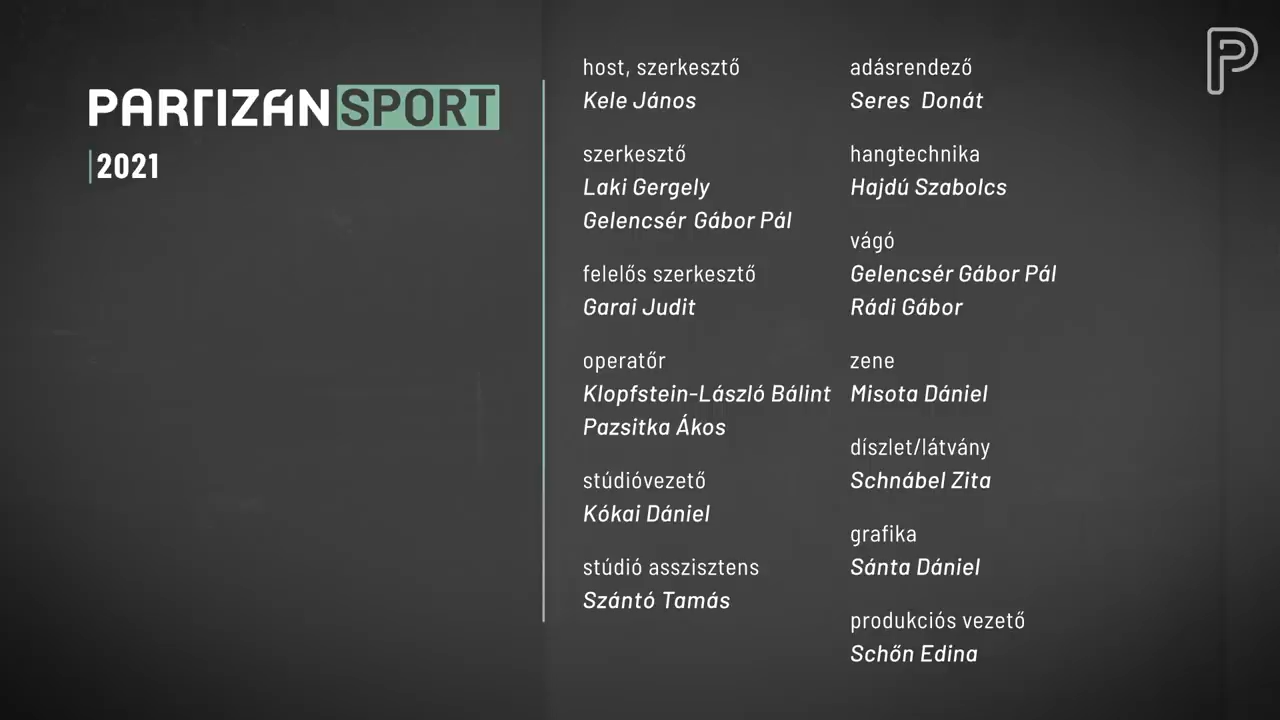 PARTIZÁN SPORT
2021
host, szerkesztő
Kele János
szerkesztő
Laki Gergely
Gelencsér Gábor Pál
felelős szerkesztő
Garai Judit
operatőr
Klopfstein-László Bálint
Pazsitka Ákos
stúdióvezető
Kókai Dániel
stúdió asszisztens
Szántó Tamás
adásrendező
Seres Donát
hangtechnika
Hajdú Szabolcs
vágó
Gelencsér Gábor Pál
Rádi Gábor
zene
Misota Dániel
díszlet/látvány
Schnábel Zita
grafika
Sánta Dániel
produkciós vezető
Schőn Edina
P